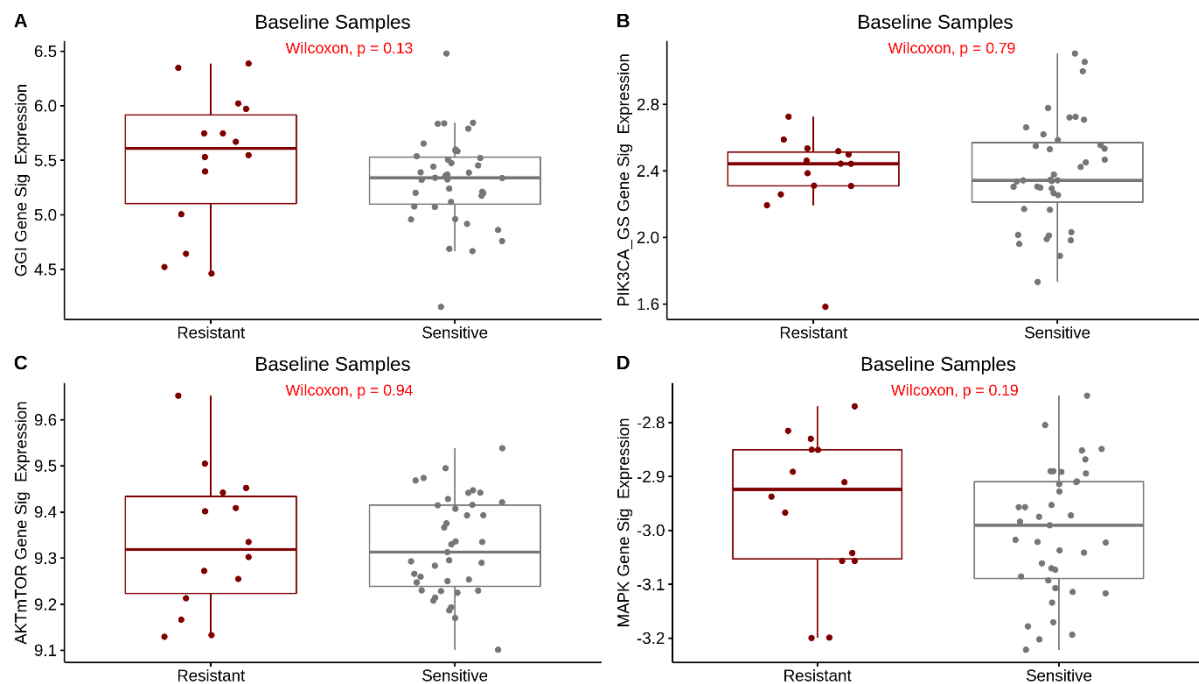 A
Baseline Samples
Wilcoxon, p = 0.13
GGI Gene Sig Expression
6.5
6.0
5.5
5.0
4.5
Resistant
Sensitive
B
Baseline Samples
Wilcoxon, p = 0.79
PIK3CA_GS Gene Sig Expression
2.8
2.4
2.0
1.6
Resistant
Sensitive
C
Baseline Samples
Wilcoxon, p = 0.94
AKTmTOR Gene Sig Expression
9.6
9.5
9.4
9.3
9.2
9.1
Resistant
Sensitive
D
Baseline Samples
Wilcoxon, p = 0.19
MAPK Gene Sig Expression
-2.8
-2.9
-3.0
-3.1
-3.2
Resistant
Sensitive